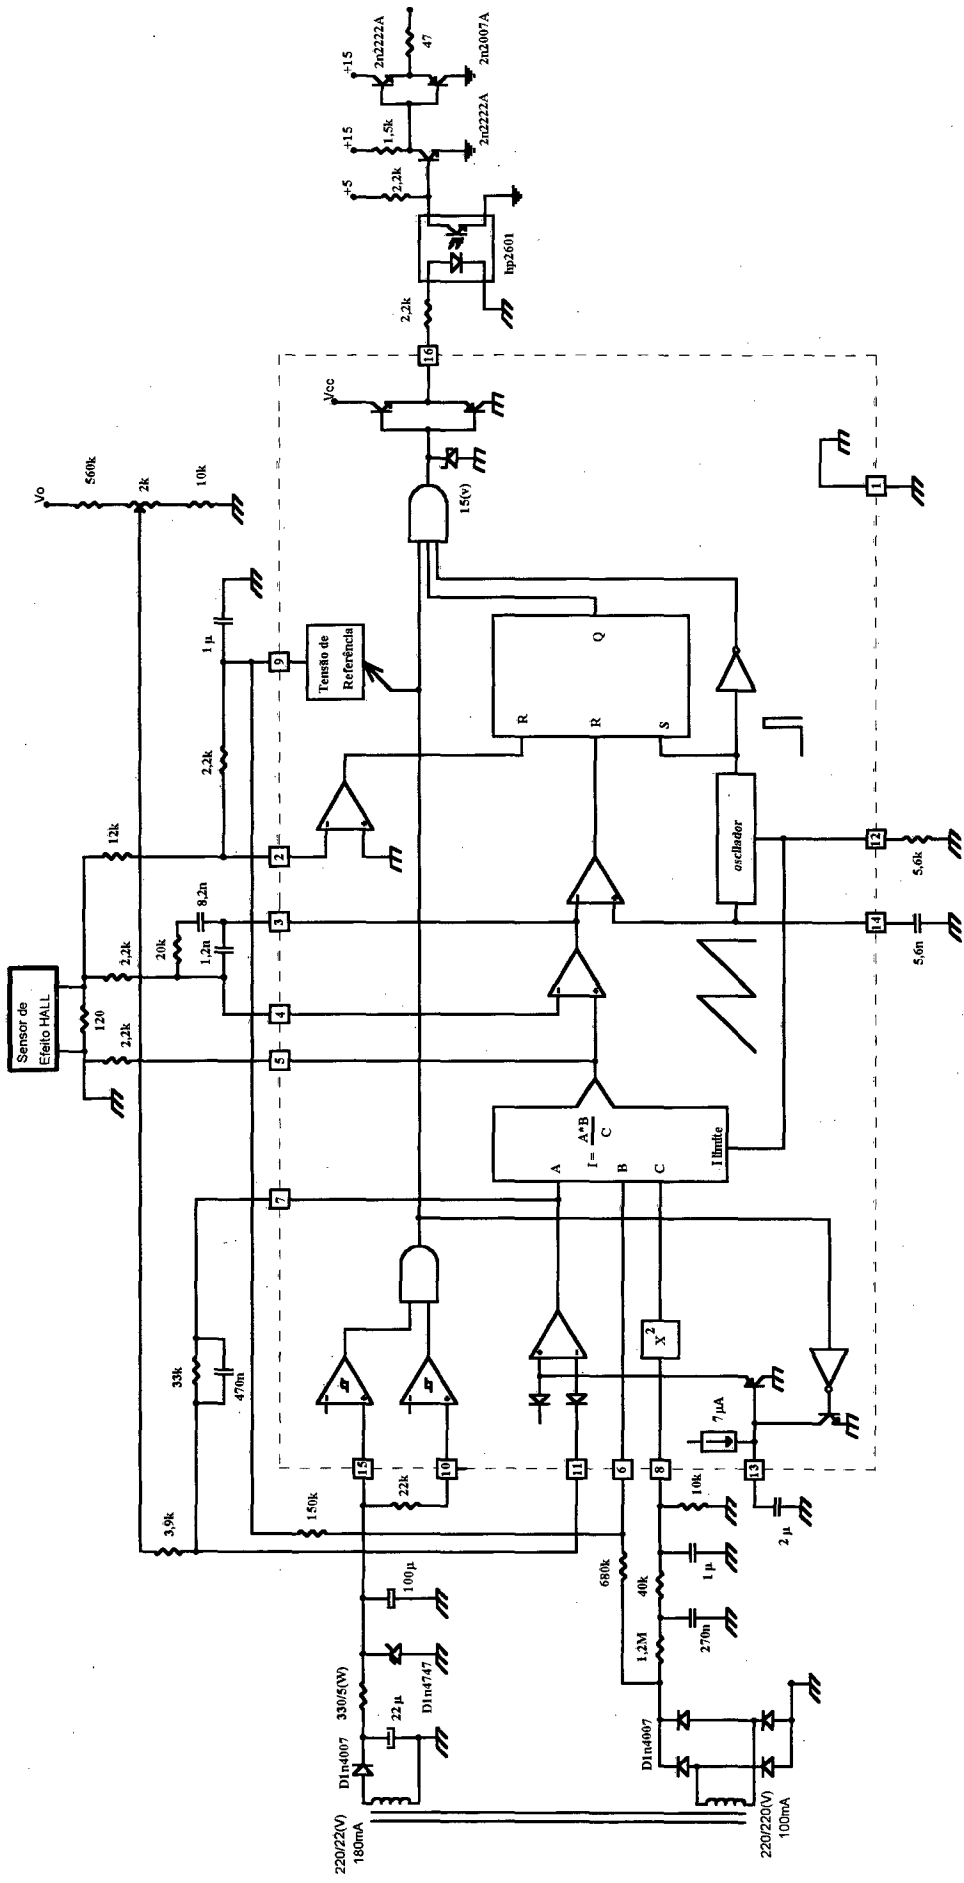 2n2222A
47
2n2007A
+15
+15
1,5k
2n2222A
+5
2,2k
hp2601
2,2k
16
Vcc
15(v)
Vo
560k
2k
10k
1
1 µ
9
Tensão de
Referência
Q
R
R
S
2,2k
12k
2
oscilador
12
5,6k
14
5,6n
8,2n
20k
1,2n
3
Sensor de
Efeito HALL
120
2,2k
2,2k
4
5
A
I = A*B
C
B
C
I limite
7
33k
470n
X²
7µA
15
10
11
6
8
13
22k
150k
3,9k
10k
2 µ
680k
40k
1 µ
1,2M
270n
100µ
330/5(W)
D1n4747
22 µ
D1n4007
D1n4007
220/22(V)
180mA
220/220(V)
100mA